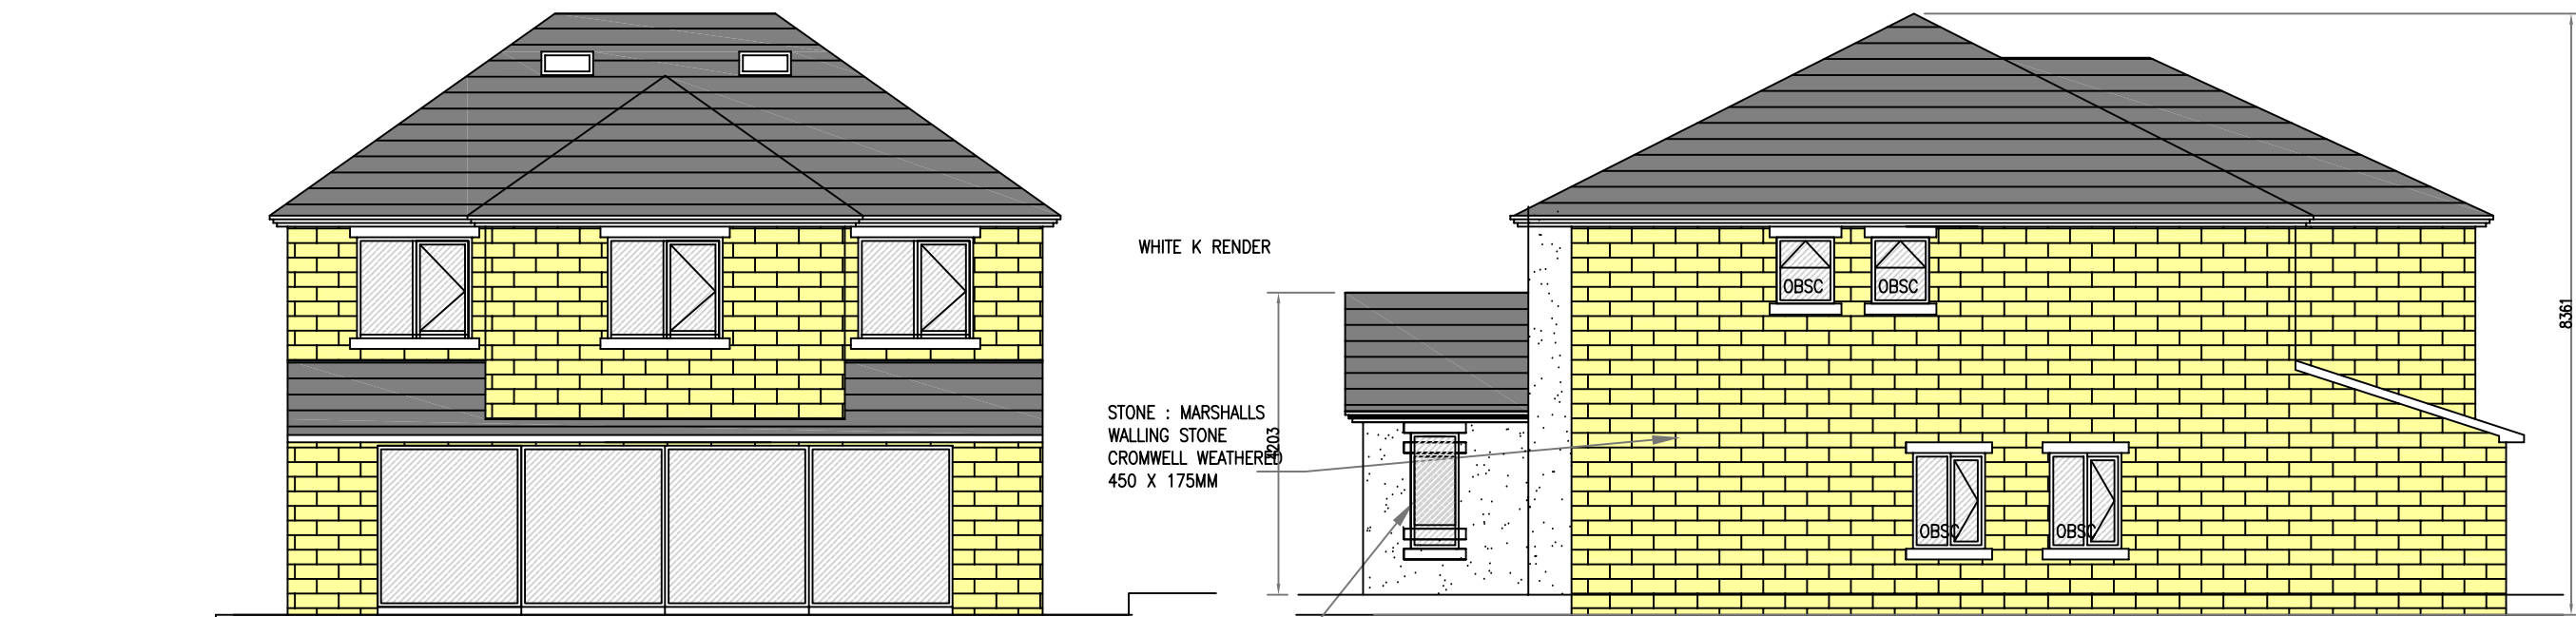 WHITE K RENDER
STONE : MARSHALLS
WALLING STONE
CROMWELL WEATHERED
450 X 175MM
OBSC
OBSC
OBSC
OBSC
8361